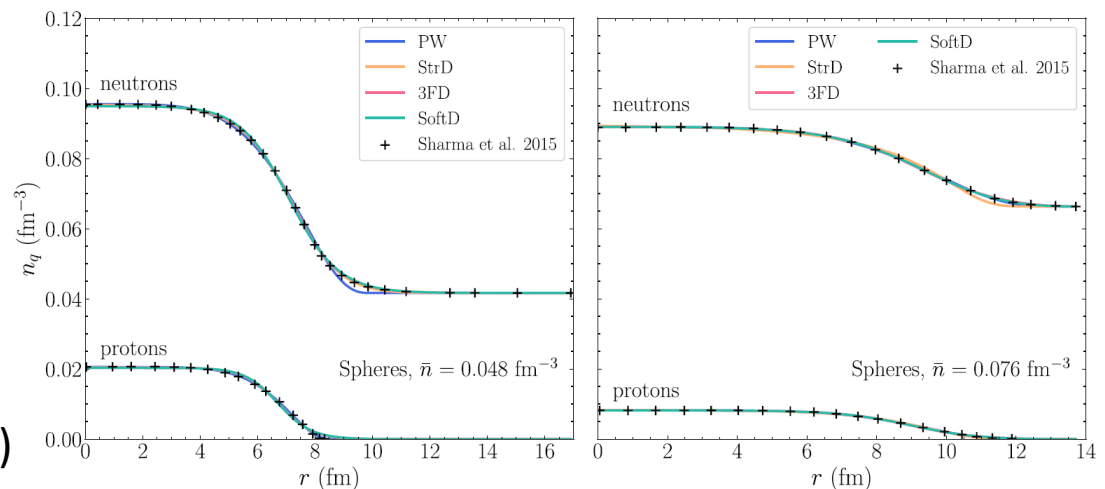 0.12
0.10
0.08
0.06
0.04
0.02
0.00
n_q (fm⁻³)
neutrons
protons
PW
StrD
3FD
SoftD
Sharma et al. 2015
Spheres, n̄ = 0.048 fm⁻³
0 2 4 6 8 10 12 14 16
r (fm)
)
neutrons
protons
PW
StrD
3FD
SoftD
Sharma et al. 2015
Spheres, n̄ = 0.076 fm⁻³
0 2 4 6 8 10 12 14
r (fm)